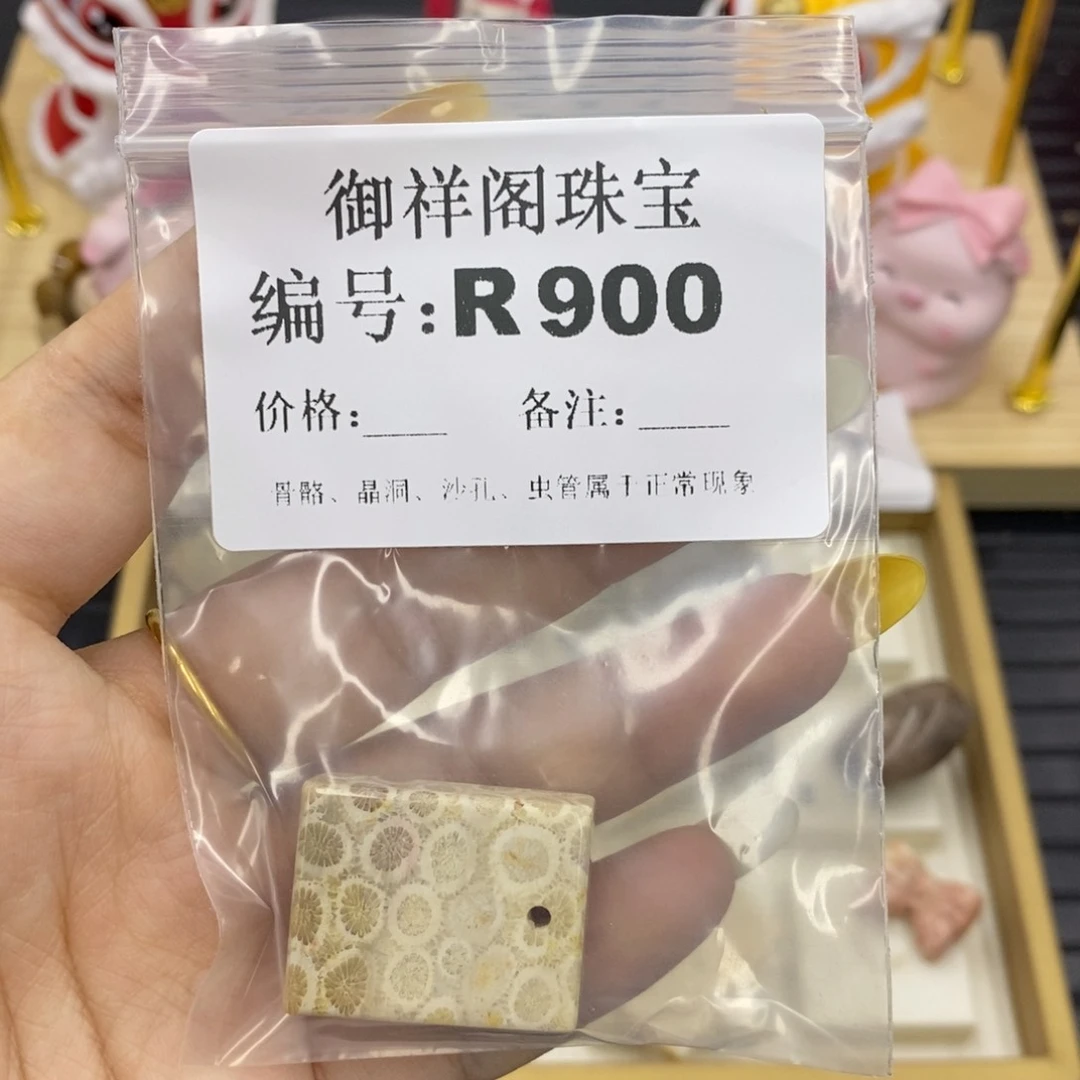 御祥阁珠宝
编号:R900
价格:____ 备注:____
骨骼、晶洞、沙孔、虫管属于正常现象